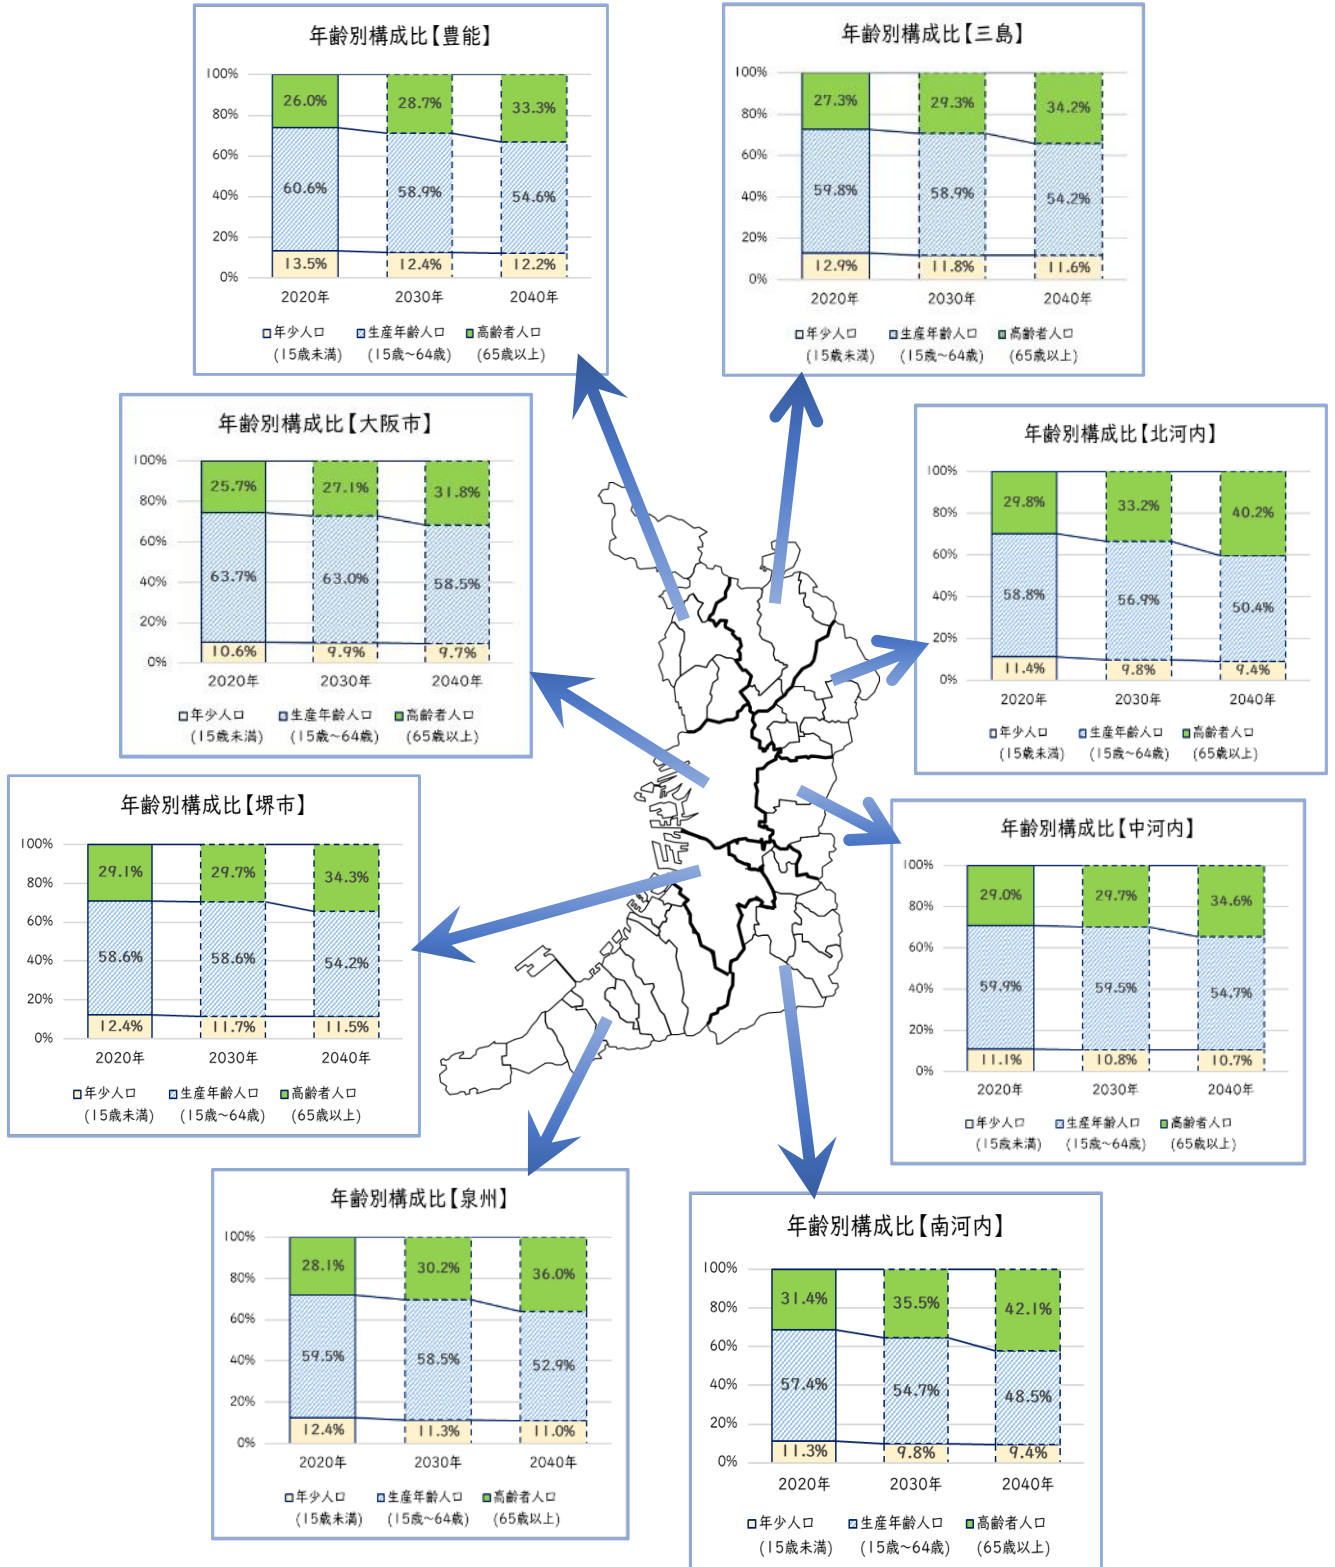 年齢別構成比【豊能】
100%
80%
60%
40%
20%
0%
26.0%
28.7%
33.3%
60.6%
58.9%
54.6%
13.5%
12.4%
12.2%
2020年
2030年
2040年
年少人口
(15歳未満)
生産年齢人口
(15歳～64歳)
高齢者人口
(65歳以上)
年齢別構成比【三島】
100%
80%
60%
40%
20%
0%
27.3%
29.3%
34.2%
59.8%
58.9%
54.2%
12.9%
11.8%
11.6%
2020年
2030年
2040年
年少人口
(15歳未満)
生産年齢人口
(15歳～64歳)
高齢者人口
(65歳以上)
年齢別構成比【大阪市】
100%
80%
60%
40%
20%
0%
25.7%
27.1%
31.8%
63.7%
63.0%
58.5%
10.6%
9.9%
9.7%
2020年
2030年
2040年
年少人口
(15歳未満)
生産年齢人口
(15歳～64歳)
高齢者人口
(65歳以上)
年齢別構成比【北河内】
100%
80%
60%
40%
20%
0%
29.8%
33.2%
40.2%
58.8%
56.9%
50.4%
11.4%
9.8%
9.4%
2020年
2030年
2040年
年少人口
(15歳未満)
生産年齢人口
(15歳～64歳)
高齢者人口
(65歳以上)
年齢別構成比【堺市】
100%
80%
60%
40%
20%
0%
29.1%
29.7%
34.3%
58.6%
58.6%
54.2%
12.4%
11.7%
11.5%
2020年
2030年
2040年
年少人口
(15歳未満)
生産年齢人口
(15歳～64歳)
高齢者人口
(65歳以上)
年齢別構成比【中河内】
100%
80%
60%
40%
20%
0%
29.0%
29.7%
34.6%
59.9%
59.5%
54.7%
11.1%
10.8%
10.7%
2020年
2030年
2040年
年少人口
(15歳未満)
生産年齢人口
(15歳～64歳)
高齢者人口
(65歳以上)
年齢別構成比【泉州】
100%
80%
60%
40%
20%
0%
28.1%
30.2%
36.0%
59.5%
58.5%
52.9%
12.4%
11.3%
11.0%
2020年
2030年
2040年
年少人口
(15歳未満)
生産年齢人口
(15歳～64歳)
高齢者人口
(65歳以上)
年齢別構成比【南河内】
100%
80%
60%
40%
20%
0%
31.4%
35.5%
42.1%
57.4%
54.7%
48.5%
11.3%
9.8%
9.4%
2020年
2030年
2040年
年少人口
(15歳未満)
生産年齢人口
(15歳～64歳)
高齢者人口
(65歳以上)